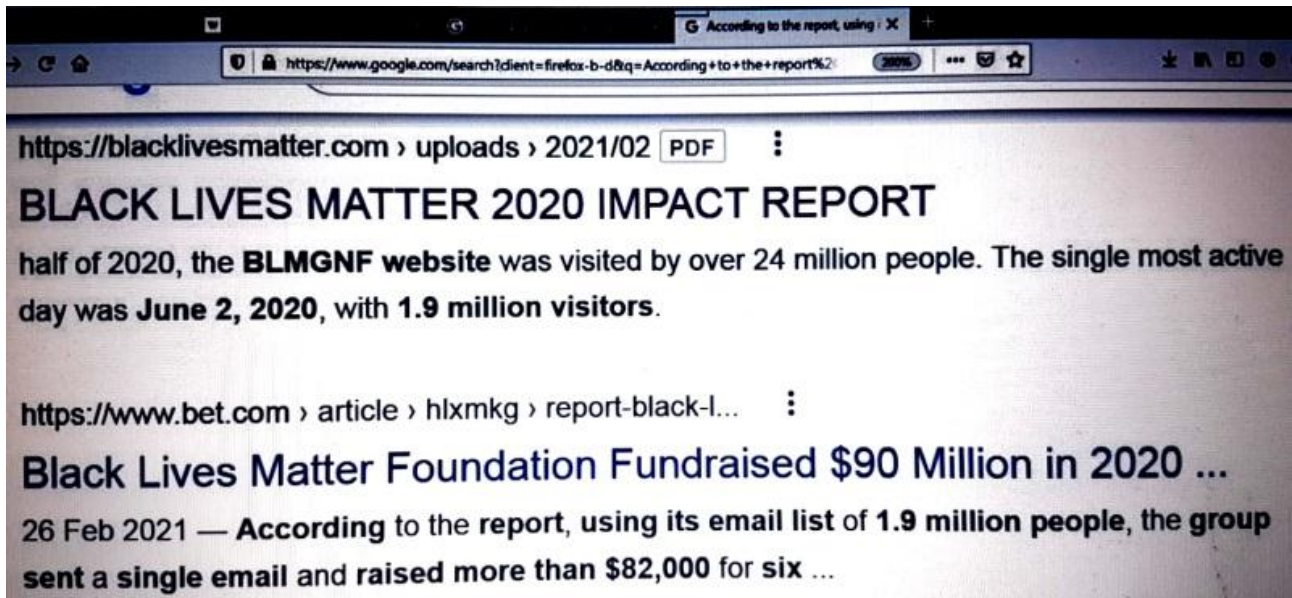 G According to the report, using
https://www.google.com/search?client=firefox-b-d&q=According+to+the+report%2
200%
https://blacklivesmatter.com › uploads › 2021/02 PDF
BLACK LIVES MATTER 2020 IMPACT REPORT
half of 2020, the BLMGNF website was visited by over 24 million people. The single most active
day was June 2, 2020, with 1.9 million visitors.
https://www.bet.com › article › hlxmkg › report-black-l...
Black Lives Matter Foundation Fundraised $90 Million in 2020 ...
26 Feb 2021 — According to the report, using its email list of 1.9 million people, the group
sent a single email and raised more than $82,000 for six ...